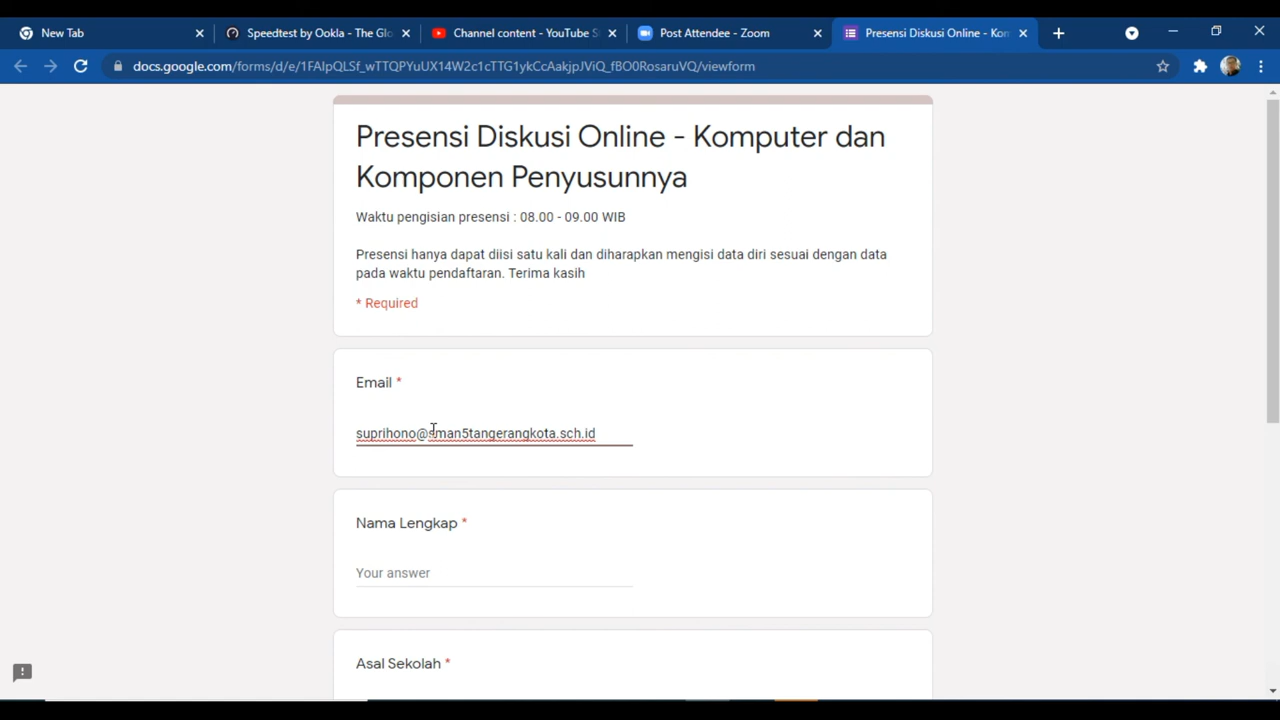 New Tab
Speedtest by Ookla - The Glo
Channel content - YouTube S
Post Attendee - Zoom
Presensi Diskusi Online - Kom
docs.google.com/forms/d/e/1FAIpQLSf_wTTQPYuUX14W2c1cTTG1ykCcAakjpJViQ_fBO0RosaruVQ/viewform
Presensi Diskusi Online - Komputer dan
Komponen Penyusunnya
Waktu pengisian presensi : 08.00 - 09.00 WIB
Presensi hanya dapat diisi satu kali dan diharapkan mengisi data diri sesuai dengan data
pada waktu pendaftaran. Terima kasih
* Required
Email *
suprihono@sman5tangerangkota.sch.id
Nama Lengkap *
Your answer
Asal Sekolah *